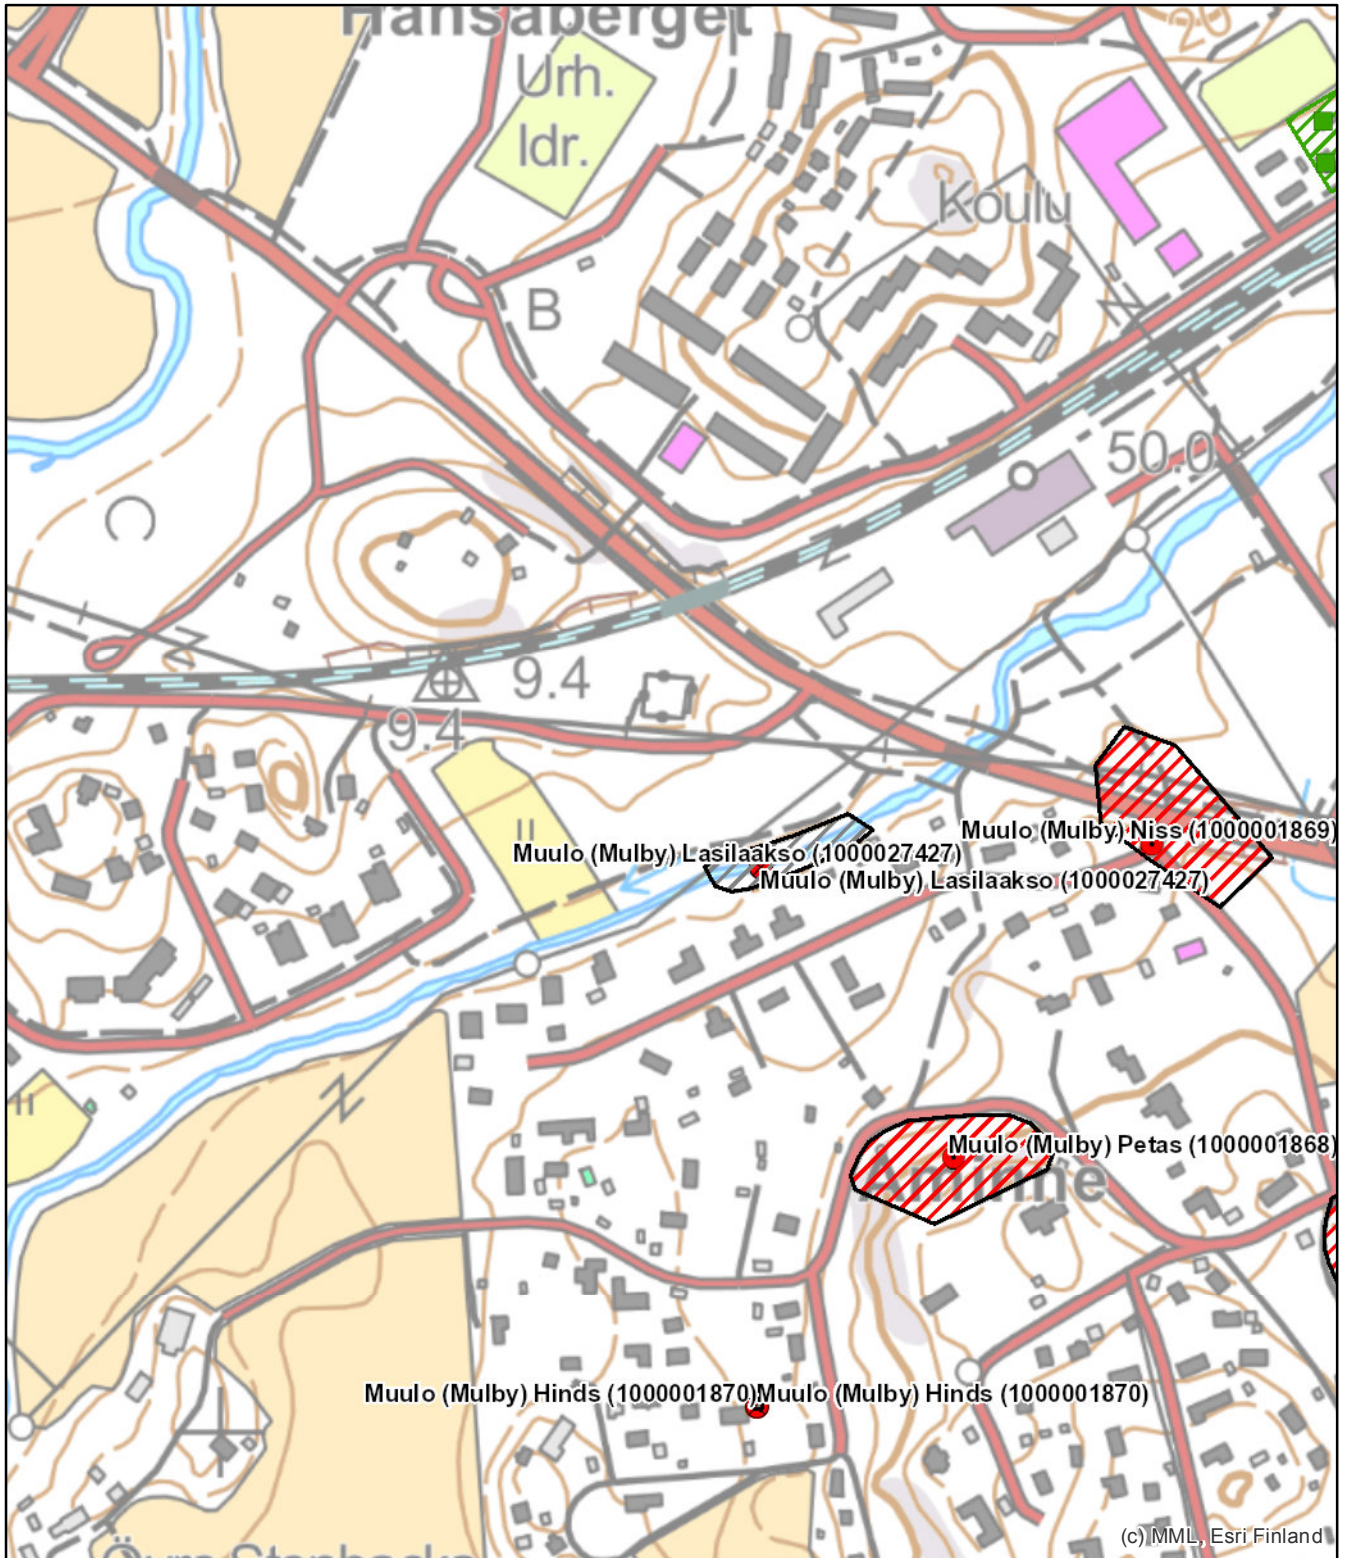 Hansaberget
20
Urh.
Idr.
Koulu
B
50.0
9.4
9.4
II
Muulo (Mulby) Niss (1000001869)
Muulo (Mulby) Lasilaakso (1000027427)
Muulo (Mulby) Lasilaakso (1000027427)
II
Muulo (Mulby) Petas (1000001868)
Åminne
Muulo (Mulby) Hinds (1000001870)
Muulo (Mulby) Hinds (1000001870)
(c) MML, Esri Finland